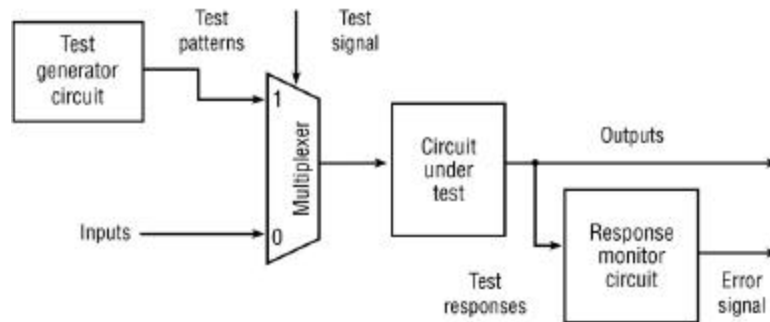 Test
generator
circuit
Test
patterns
Test
signal
1
Multiplexer
0
Inputs
Circuit
under
test
Outputs
Response
monitor
circuit
Test
responses
Error
signal